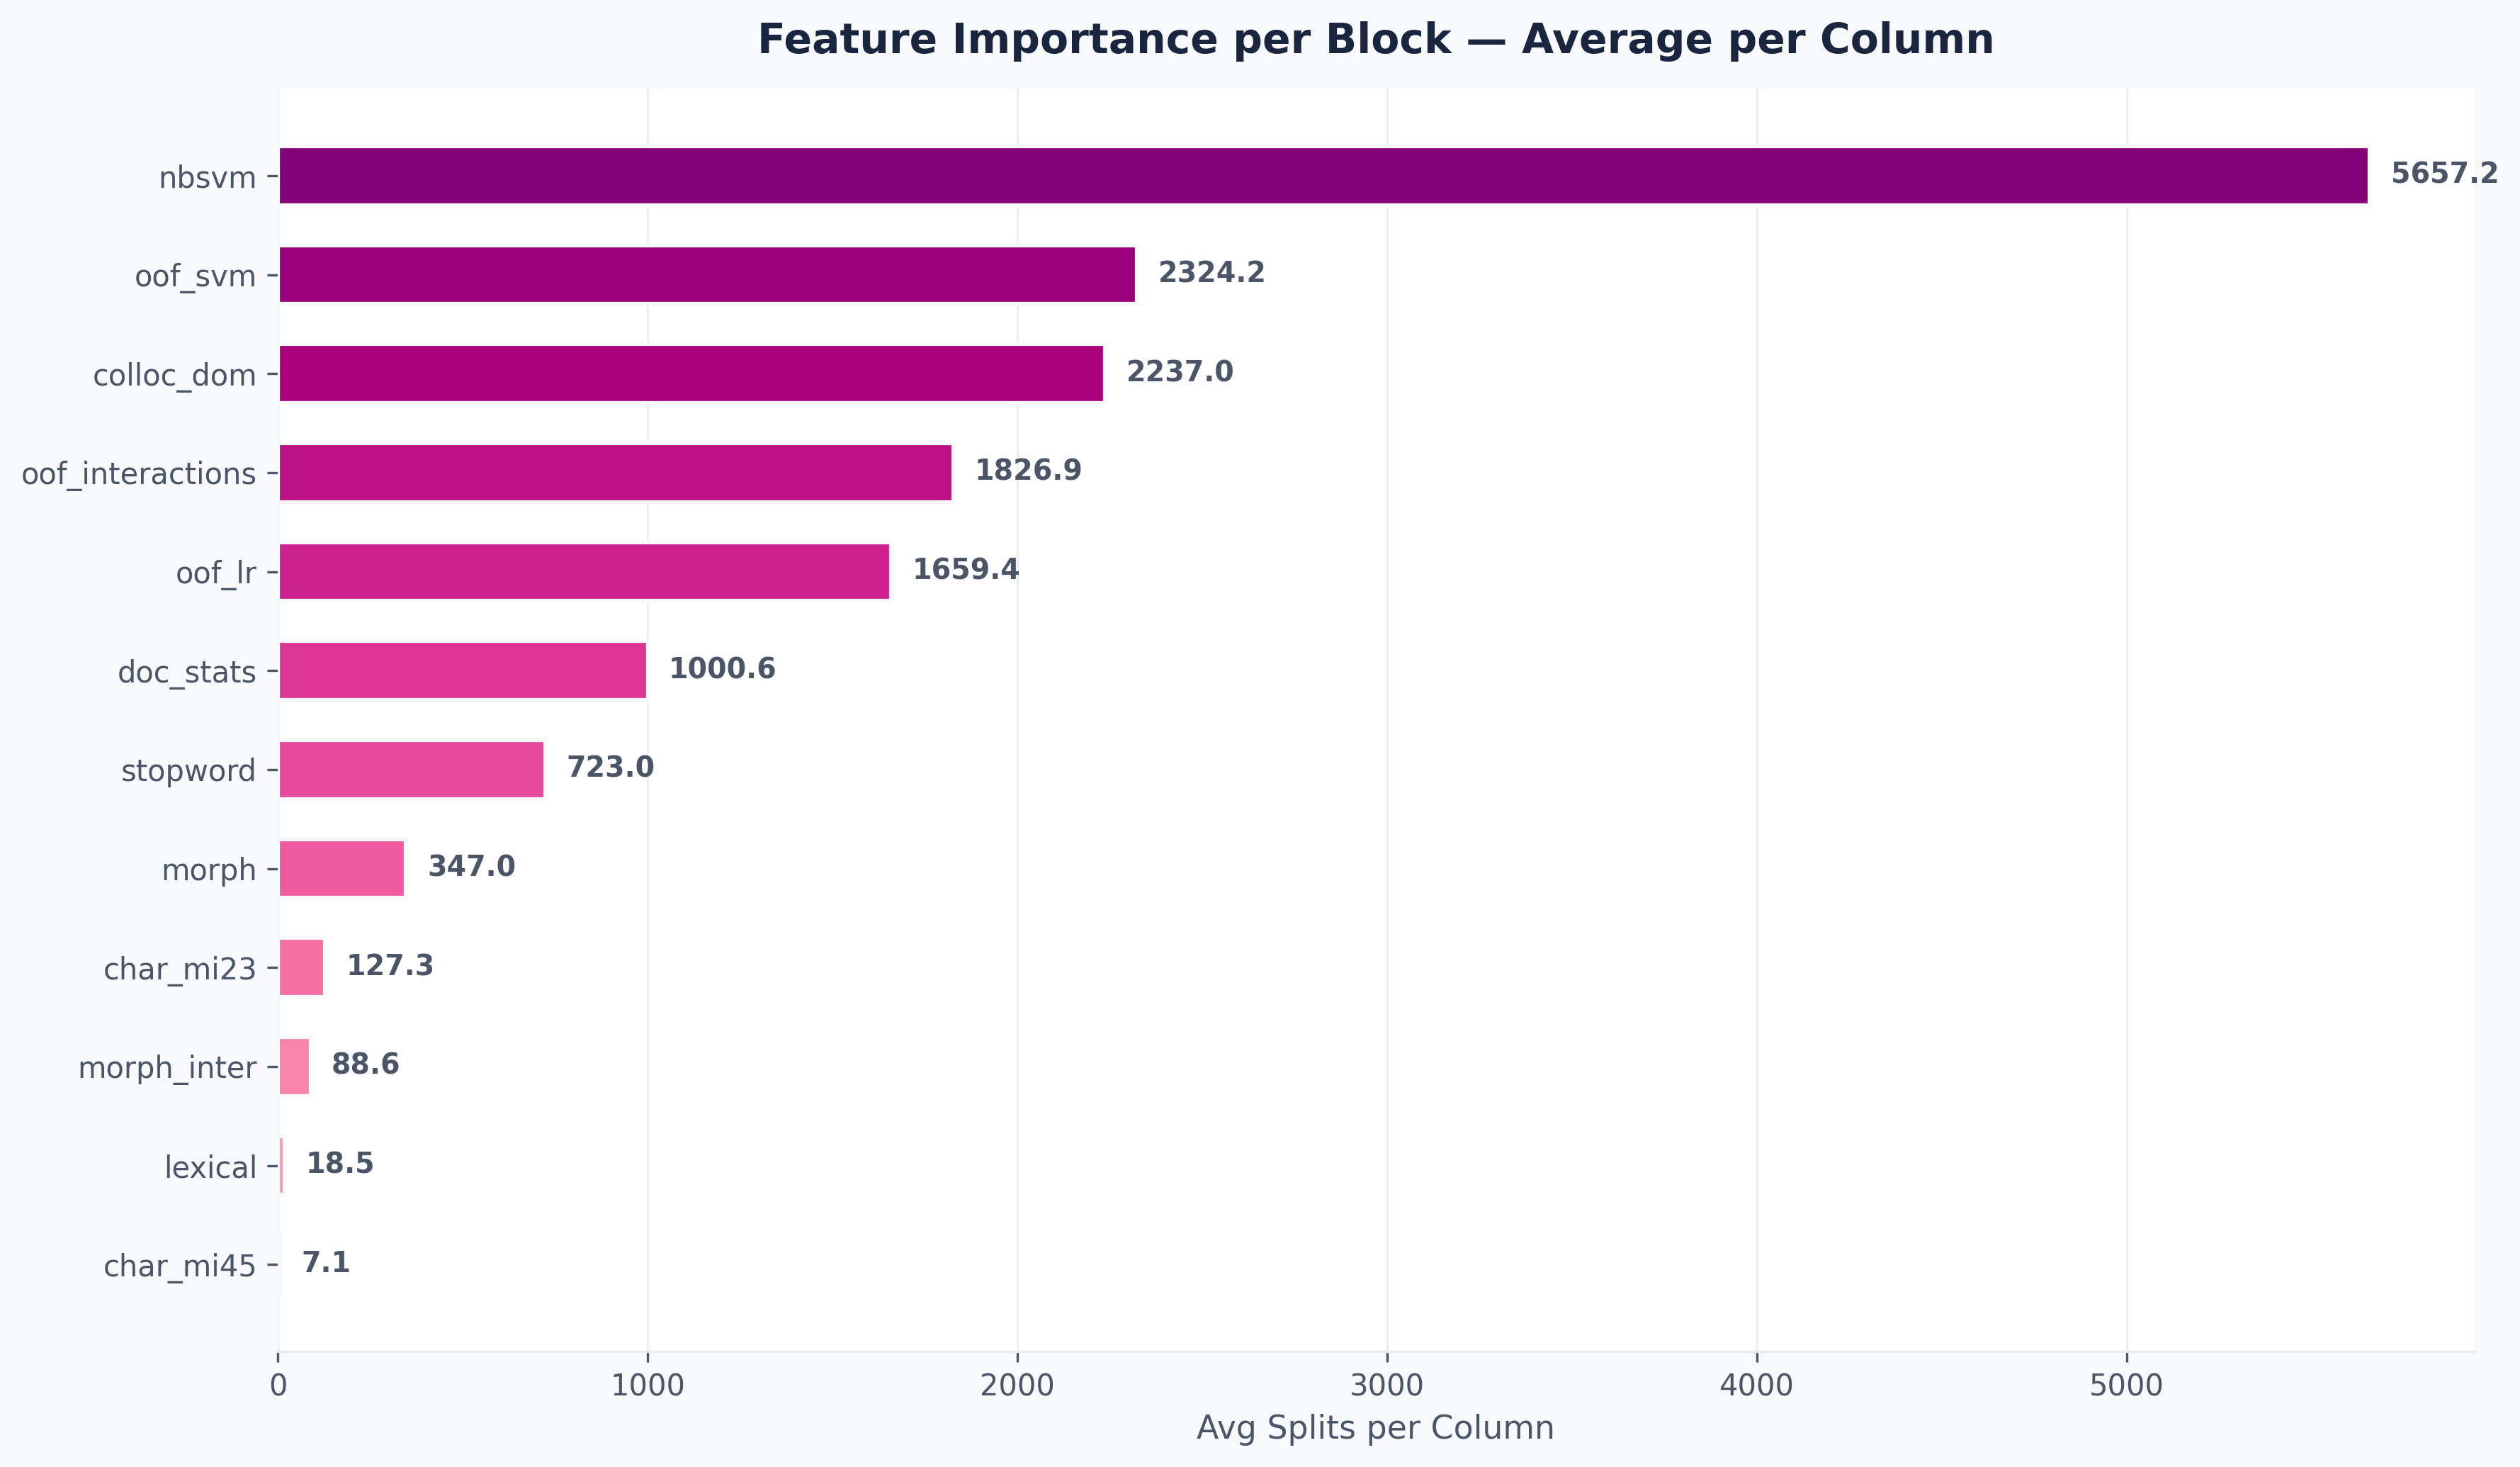 Feature Importance per Block — Average per Column
nbsvm 5657.2
oof_svm 2324.2
colloc_dom 2237.0
oof_interactions 1826.9
oof_lr 1659.4
doc_stats 1000.6
stopword 723.0
morph 347.0
char_mi23 127.3
morph_inter 88.6
lexical 18.5
char_mi45 7.1
0 1000 2000 3000 4000 5000
Avg Splits per Column